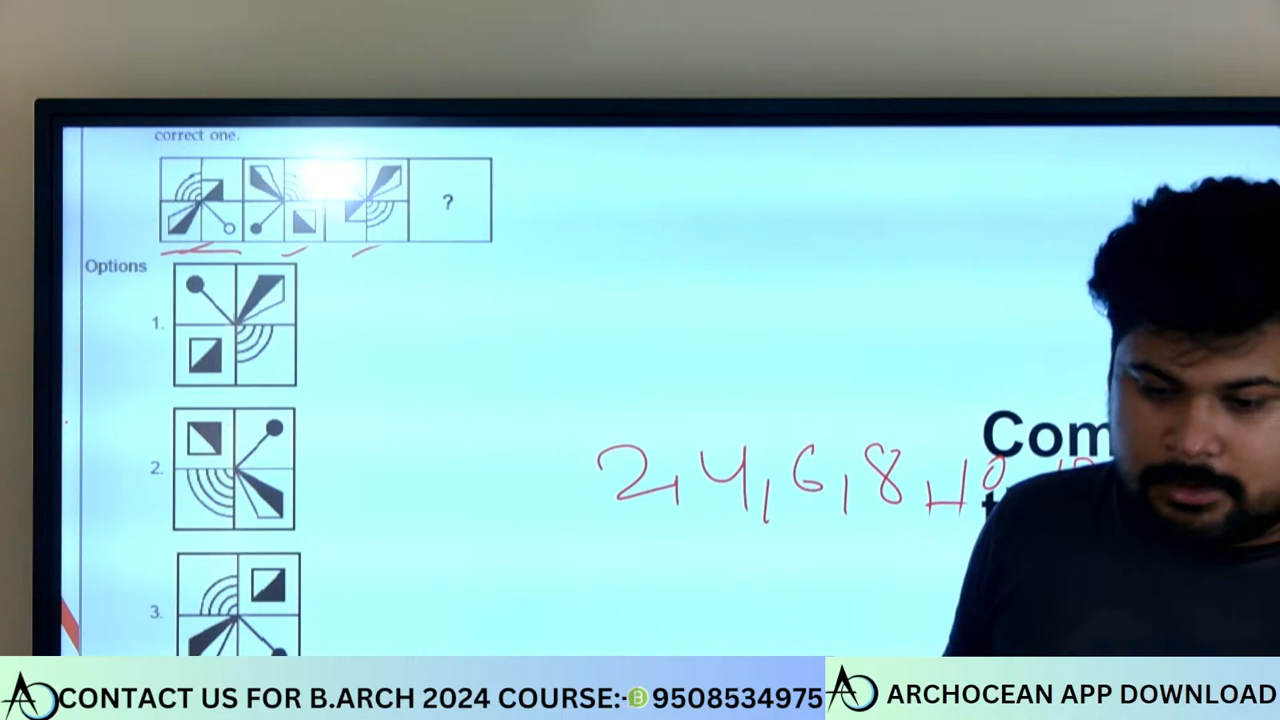 correct one.
?
Options
1.
2.
3.
Com
2, 4, 6, 8, 10
CONTACT US FOR B.ARCH 2024 COURSE:- 9508534975
ARCHOCEAN APP DOWNLOAD